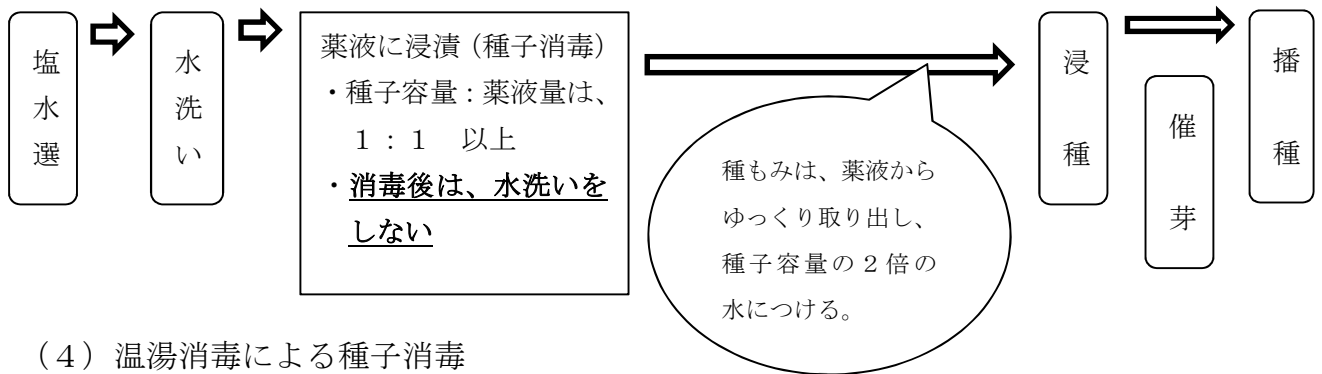 塩水選
水洗い
薬液に浸漬（種子消毒）
・種子容量：薬液量は、
１：１　以上
・消毒後は、水洗いを
しない
種もみは、薬液から
ゆっくり取り出し、
種子容量の２倍の
水につける。
浸種
催芽
播種
（４）温湯消毒による種子消毒